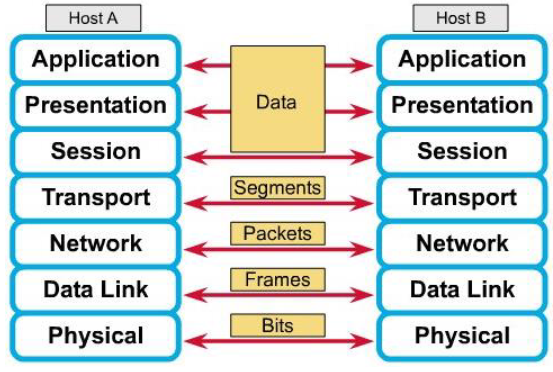 Host A
Host B
Application
Application
Presentation
Data
Presentation
Session
Session
Transport
Segments
Transport
Network
Packets
Network
Data Link
Frames
Data Link
Physical
Bits
Physical